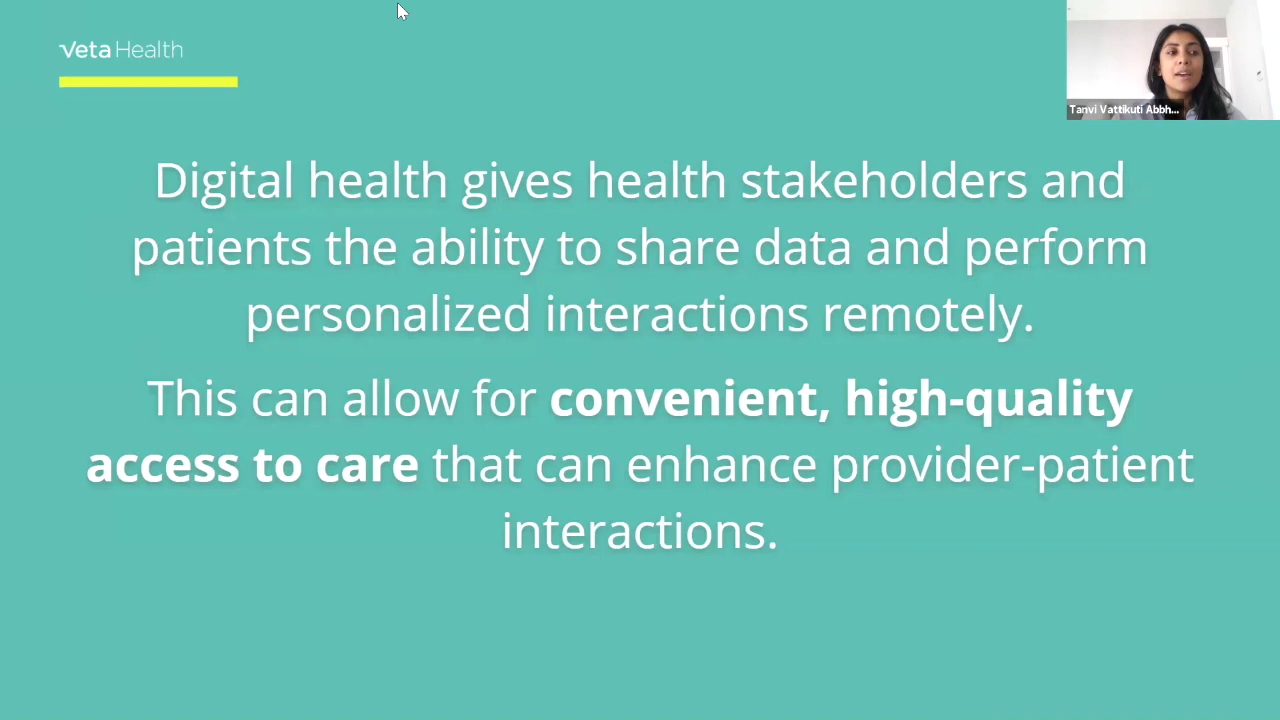 Veta Health
Tanvi Vattikuti Abbh...
Digital health gives health stakeholders and
patients the ability to share data and perform
personalized interactions remotely.
This can allow for convenient, high-quality
access to care that can enhance provider-patient
interactions.